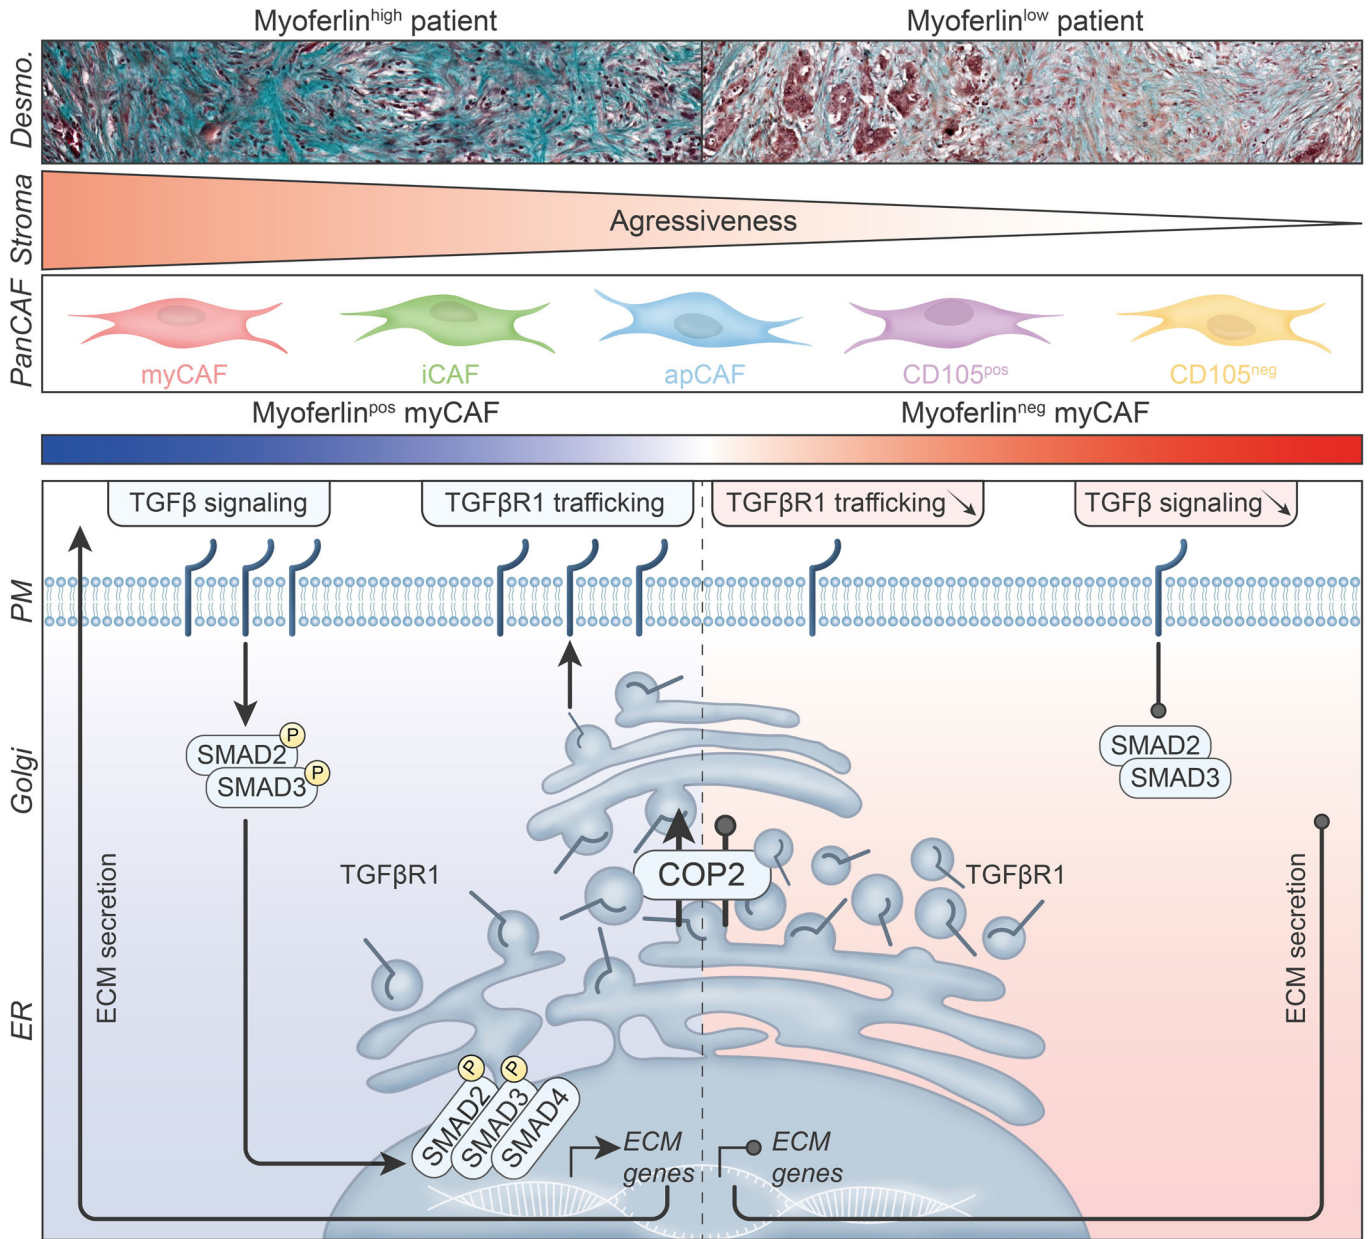 Myoferlinhigh patient
Myoferlinlow patient
Desmo.
Stroma
Agressiveness
PanCAF
myCAF
iCAF
apCAF
CD105pos
CD105neg
Myoferlinpos myCAF
Myoferlinneg myCAF
TGFβ signaling
TGFβR1 trafficking
TGFβR1 trafficking
TGFβ signaling
PM
Golgi
ER
SMAD2
P
SMAD3
P
SMAD2
SMAD3
TGFβR1
COP2
TGFβR1
ECM secretion
ECM secretion
P
P
SMAD2
SMAD3
SMAD4
ECM
genes
ECM
genes